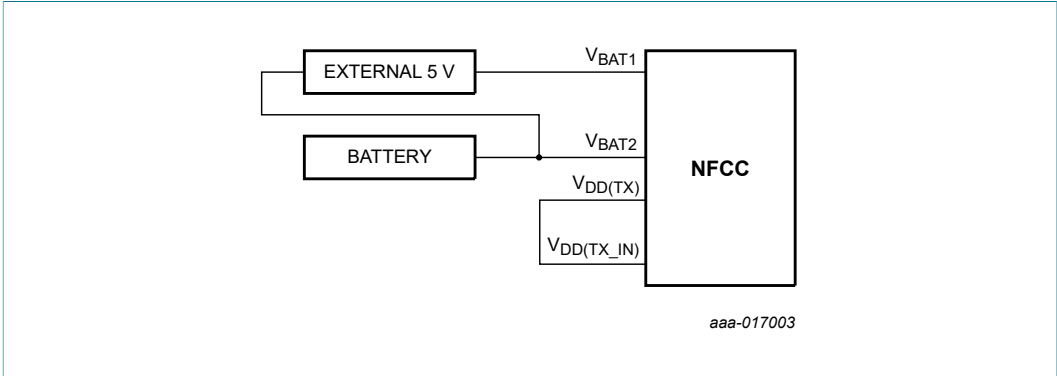 EXTERNAL 5 V
VBAT1
BATTERY
VBAT2
NFCC
VDD(TX)
VDD(TX_IN)
aaa-017003